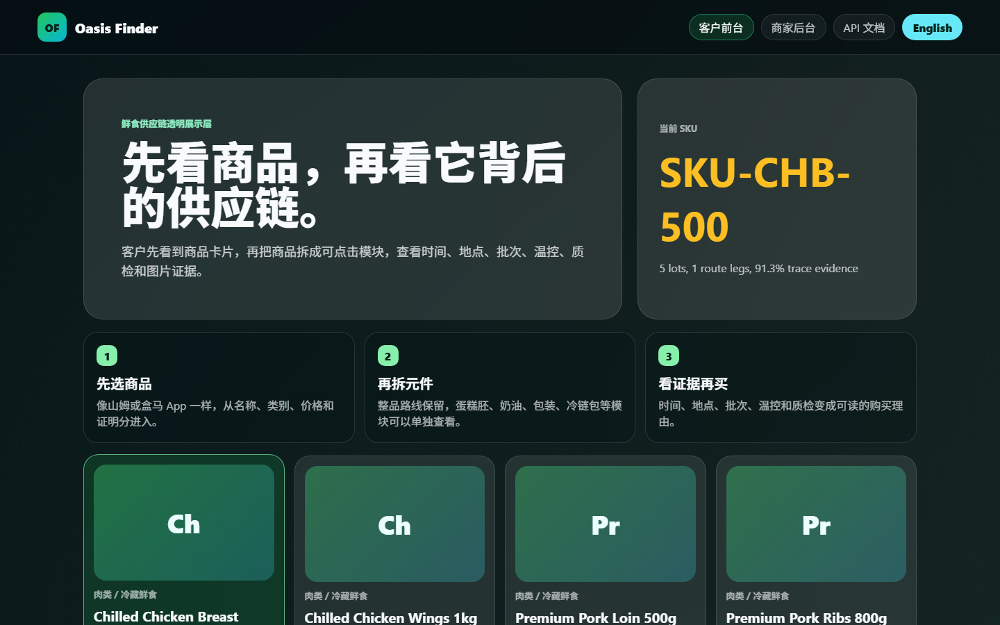 OF
Oasis Finder
客户前台
商家后台
API 文档
English
鲜食供应链透明展示层
先看商品，再看它背后
的供应链。
客户先看到商品卡片，再把商品拆成可点击模块，查看时间、地点、批次、温控、质
检和图片证据。
当前 SKU
SKU-CHB-
500
5 lots, 1 route legs, 91.3% trace evidence
1
先选商品
像山姆或盒马 App 一样，从名称、类别、价格和
证明分进入。
2
再拆元件
整品路线保留，蛋糕胚、奶油、包装、冷链包等模
块可以单独查看。
3
看证据再买
时间、地点、批次、温控和质检变成可读的购买理
由。
Ch
肉类 / 冷藏鲜食
Chilled Chicken Breast
Ch
肉类 / 冷藏鲜食
Chilled Chicken Wings 1kg
Pr
肉类 / 冷藏鲜食
Premium Pork Loin 500g
Pr
肉类 / 冷藏鲜食
Premium Pork Ribs 800g